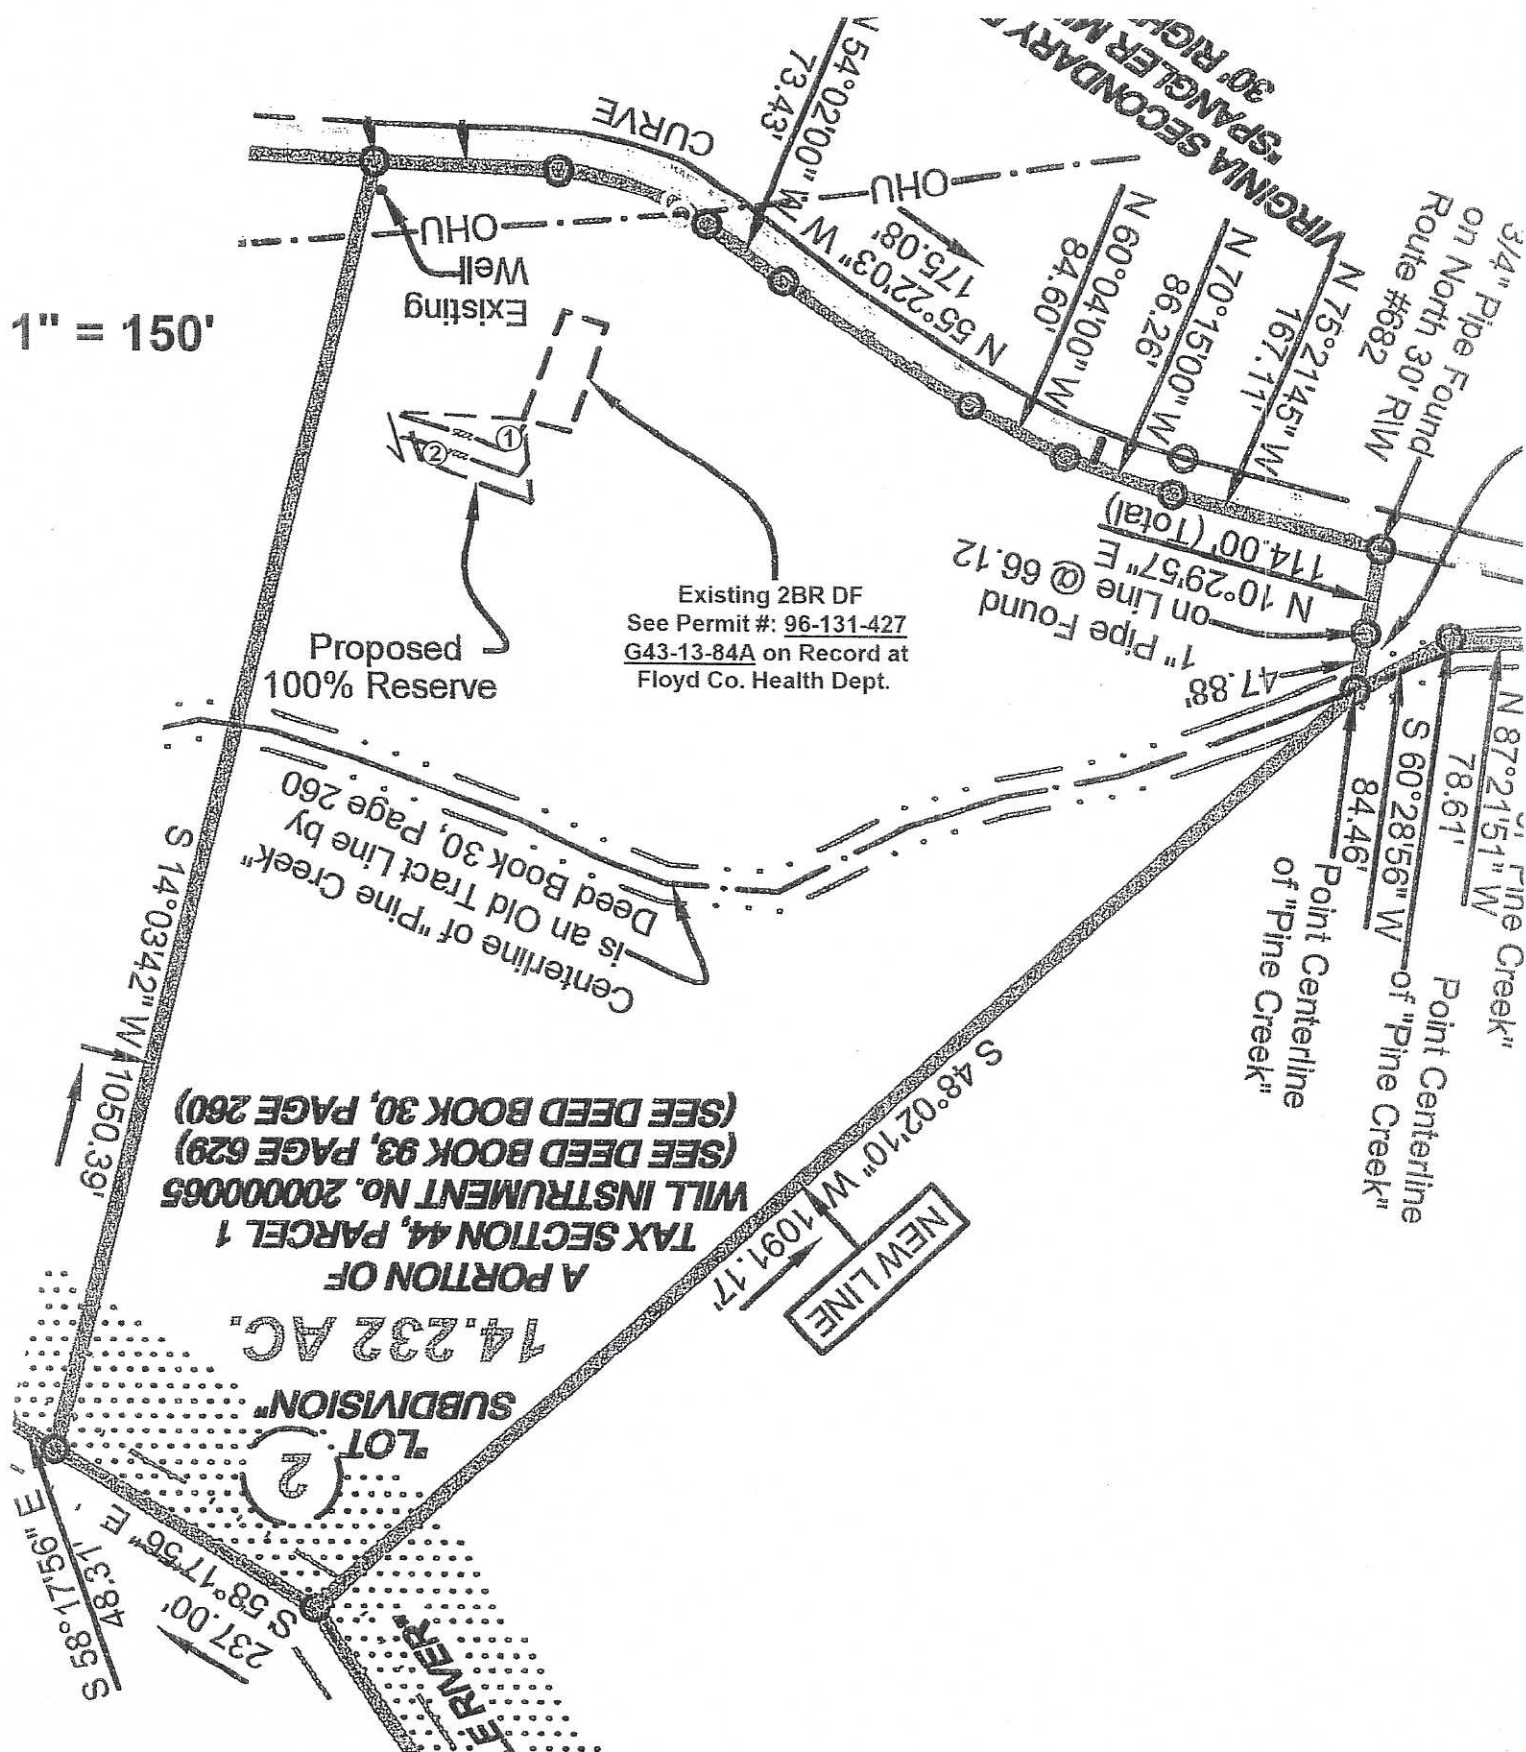 VIRGINIA SECONDARY
"SPANGLER
30'
CURVE
N 54°02'00" W
73.43'
OHU
OHU
N 55°22'03" W
175.08'
N 60°04'00" W
84.60'
N 70°15'00" W
86.26'
N 75°21'45" W
167.11'
3/4" Pipe Found
on North 30' R/W
Route #682
1" = 150'
Existing
Well
1
2
N 10°29'57" E
114.00' (Total)
1" Pipe Found
on Line @ 66.12
47.88'
Existing 2BR DF
See Permit #: 96-131-427
G43-13-84A on Record at
Floyd Co. Health Dept.
Proposed
100% Reserve
Pine Creek"
N 87°21'51" W
78.61'
S 60°28'56" W
84.46'
Point Centerline
of "Pine Creek"
Point Centerline
of "Pine Creek"
Centerline of "Pine Creek"
is an Old Tract Line by
Deed Book 30, Page 260
S 14°03'42" W
1050.39'
S 48°02'10" W
1091.17'
NEW LINE
"LOT
2
SUBDIVISION"
14.232 AC.
A PORTION OF
TAX SECTION 44, PARCEL 1
WILL INSTRUMENT No. 200000065
(SEE DEED BOOK 93, PAGE 629)
(SEE DEED BOOK 30, PAGE 260)
S 58°17'56" E
48.31'
S 58°17'56" E
237.00'
RIVER"